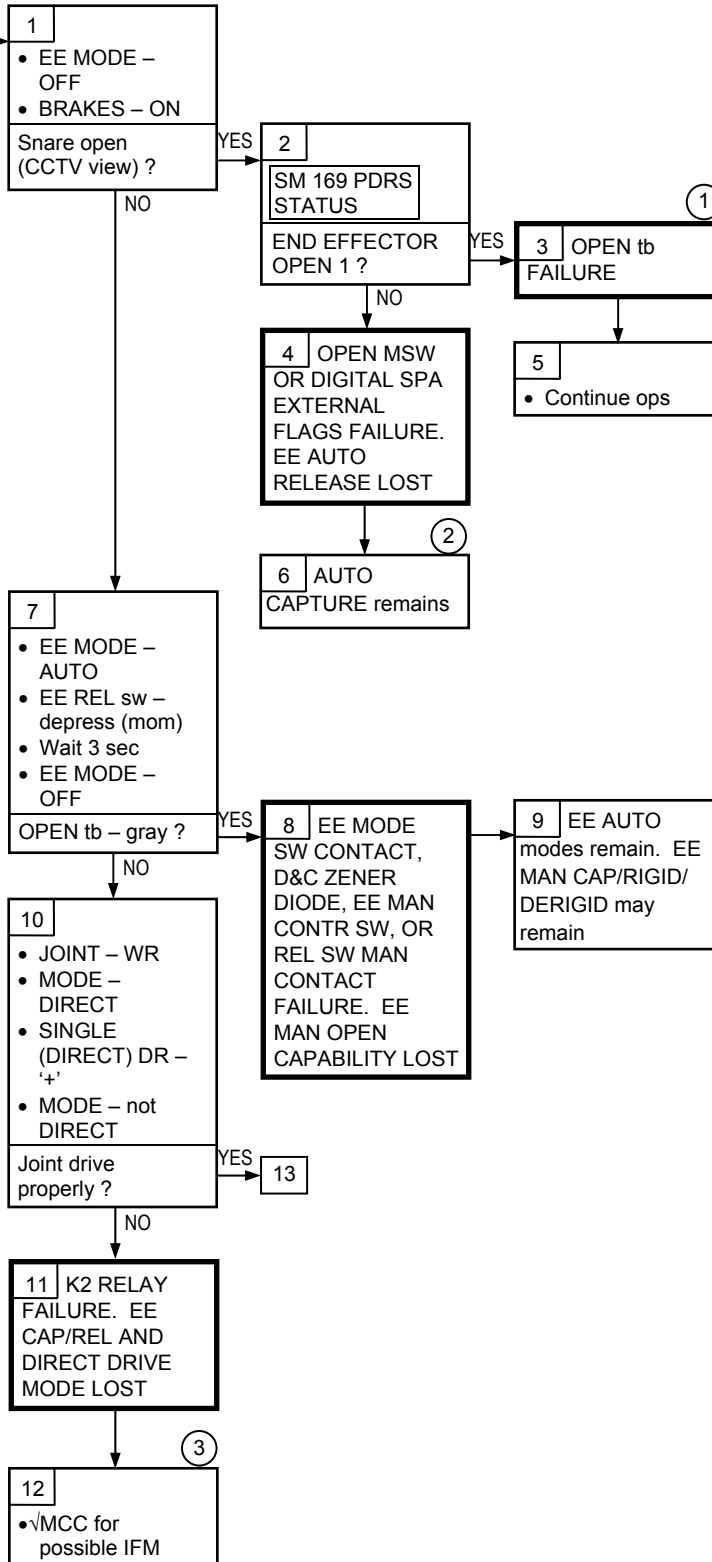 1
• EE MODE –
OFF
• BRAKES – ON
Snare open
(CCTV view) ?
YES
NO
2
SM 169 PDRS
STATUS
END EFFECTOR
OPEN 1 ?
YES
NO
1
3 OPEN tb
FAILURE
4 OPEN MSW
OR DIGITAL SPA
EXTERNAL
FLAGS FAILURE.
EE AUTO
RELEASE LOST
5
• Continue ops
2
6 AUTO
CAPTURE remains
7
• EE MODE –
AUTO
• EE REL sw –
depress (mom)
• Wait 3 sec
• EE MODE –
OFF
OPEN tb – gray ?
YES
NO
8 EE MODE
SW CONTACT,
D&C ZENER
DIODE, EE MAN
CONTR SW, OR
REL SW MAN
CONTACT
FAILURE. EE
MAN OPEN
CAPABILITY LOST
9 EE AUTO
modes remain. EE
MAN CAP/RIGID/
DERIGID may
remain
10
• JOINT – WR
• MODE –
DIRECT
• SINGLE
(DIRECT) DR –
‘+’
• MODE – not
DIRECT
Joint drive
properly ?
YES
13
NO
11 K2 RELAY
FAILURE. EE
CAP/REL AND
DIRECT DRIVE
MODE LOST
3
12
•√MCC for
possible IFM